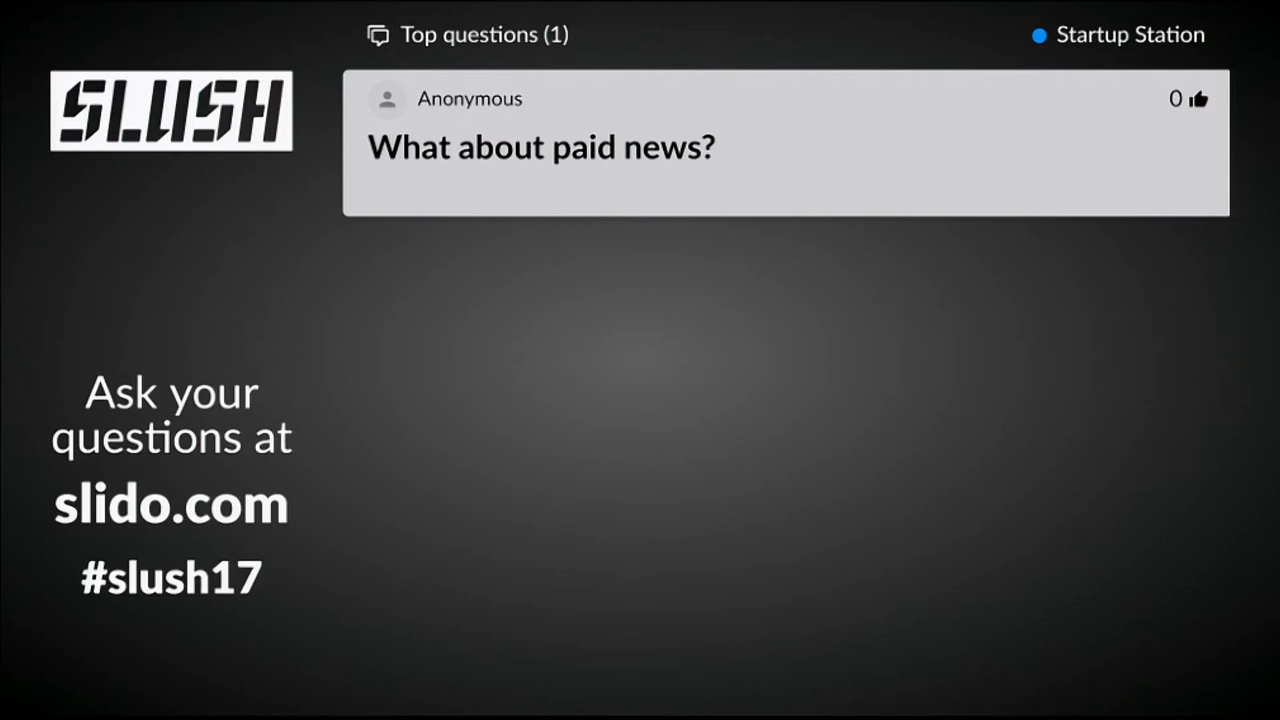 Top questions (1)
Startup Station
SLUSH
Anonymous
0
What about paid news?
Ask your
questions at
slido.com
#slush17